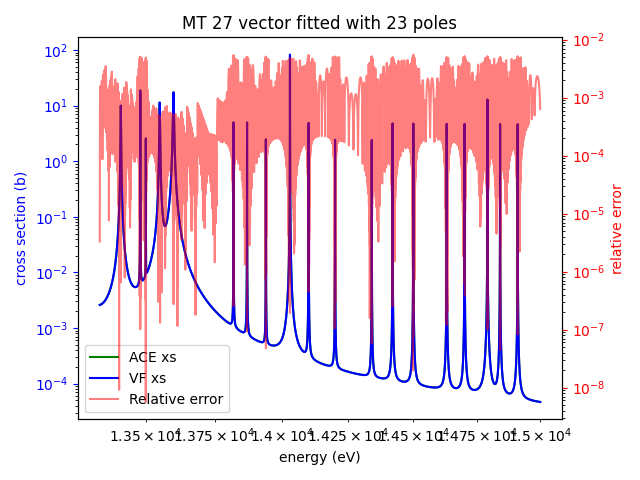 MT 27 vector fitted with 23 poles
10²
10¹
10⁰
10⁻¹
10⁻²
10⁻³
10⁻⁴
cross section (b)
10⁻²
10⁻³
10⁻⁴
10⁻⁵
10⁻⁶
10⁻⁷
10⁻⁸
relative error
ACE xs
VF xs
Relative error
1.35 × 10⁴ 1.375 × 10⁴ 1.4 × 10⁴ 1.425 × 10⁴ 1.45 × 10⁴ 1.475 × 10⁴ 1.5 × 10⁴
energy (eV)